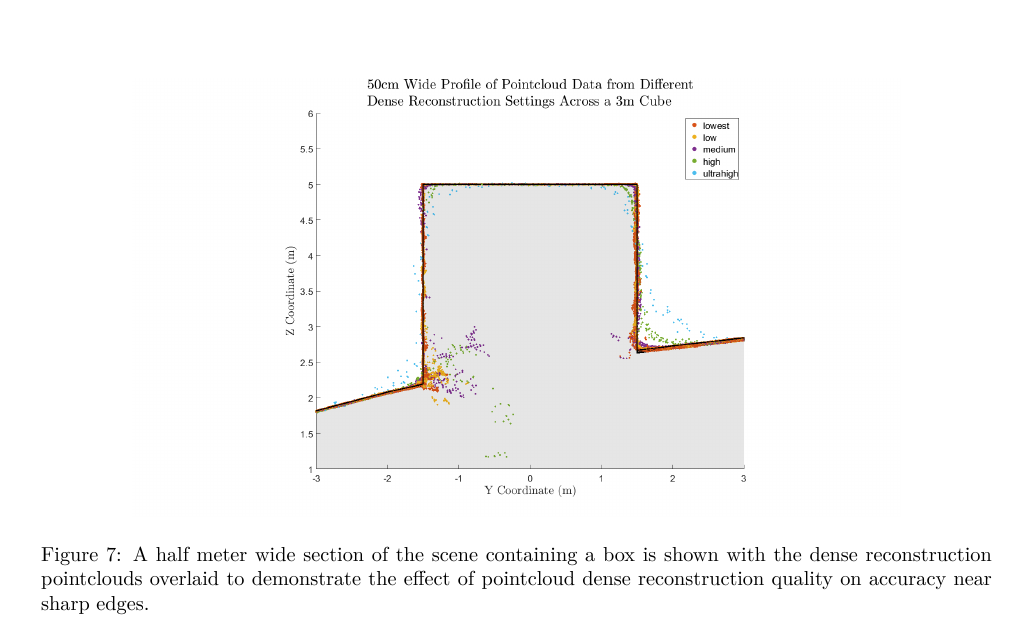 50cm Wide Profile of Pointcloud Data from Different
Dense Reconstruction Settings Across a 3m Cube
6
5.5
5
4.5
4
3.5
3
2.5
2
1.5
1
Z Coordinate (m)
lowest
low
medium
high
ultrahigh
-3 -2 -1 0 1 2 3
Y Coordinate (m)
Figure 7: A half meter wide section of the scene containing a box is shown with the dense reconstruction
pointclouds overlaid to demonstrate the effect of pointcloud dense reconstruction quality on accuracy near
sharp edges.